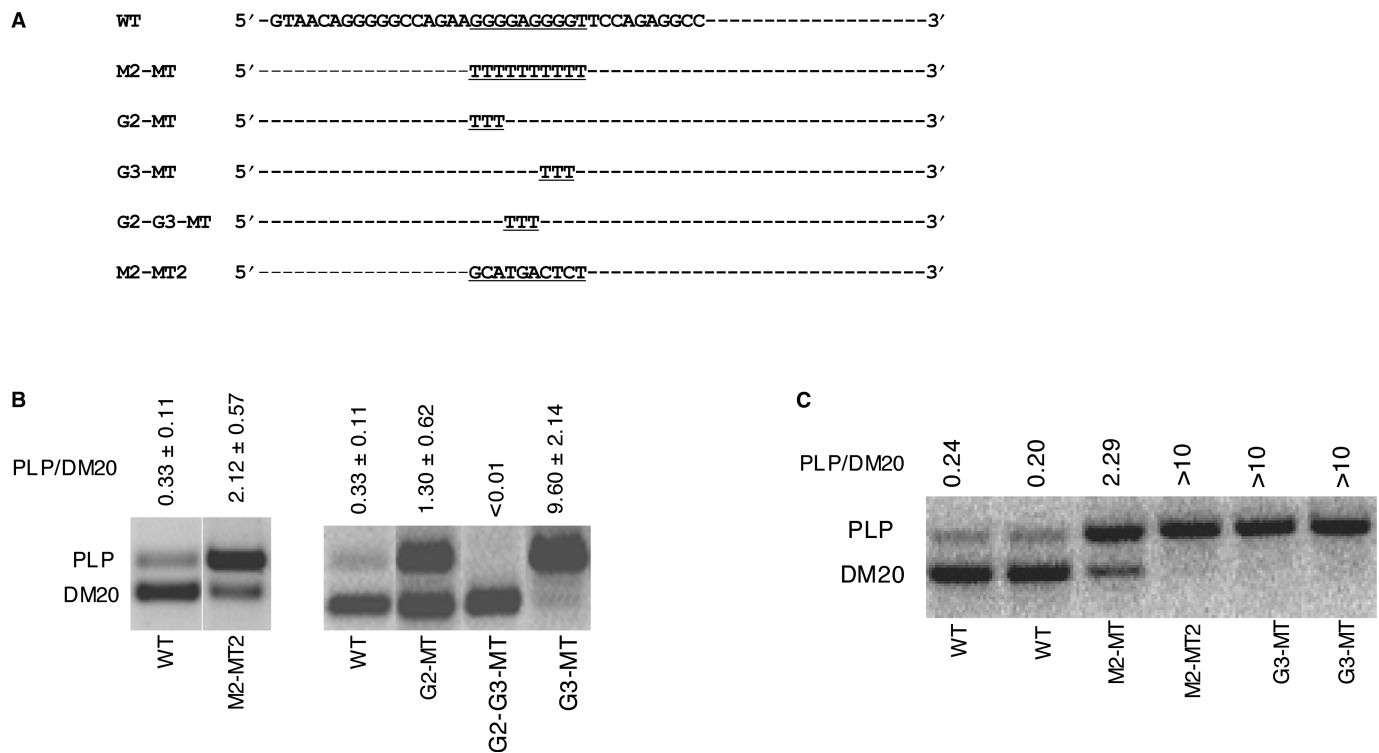 A
WT 5′ -GTAACAGGGGGCCAGAAGGGGAGGGGTTCCAGAGGCC-------------------3′
M2-MT 5′ ------------------TTTTTTTTTT-----------------------------3′
G2-MT 5′ ------------------TTT------------------------------------3′
G3-MT 5′ ------------------------TTT------------------------------3′
G2-G3-MT 5′ ---------------------TTT---------------------------------3′
M2-MT2 5′ ------------------GCATGACTCT-----------------------------3′
B
PLP/DM20
0.33 ± 0.11
2.12 ± 0.57
0.33 ± 0.11
1.30 ± 0.62
<0.01
9.60 ± 2.14
PLP
DM20
WT
M2-MT2
WT
G2-MT
G2-G3-MT
G3-MT
C
PLP/DM20
0.24
0.20
2.29
>10
>10
>10
PLP
DM20
WT
WT
M2-MT
M2-MT2
G3-MT
G3-MT